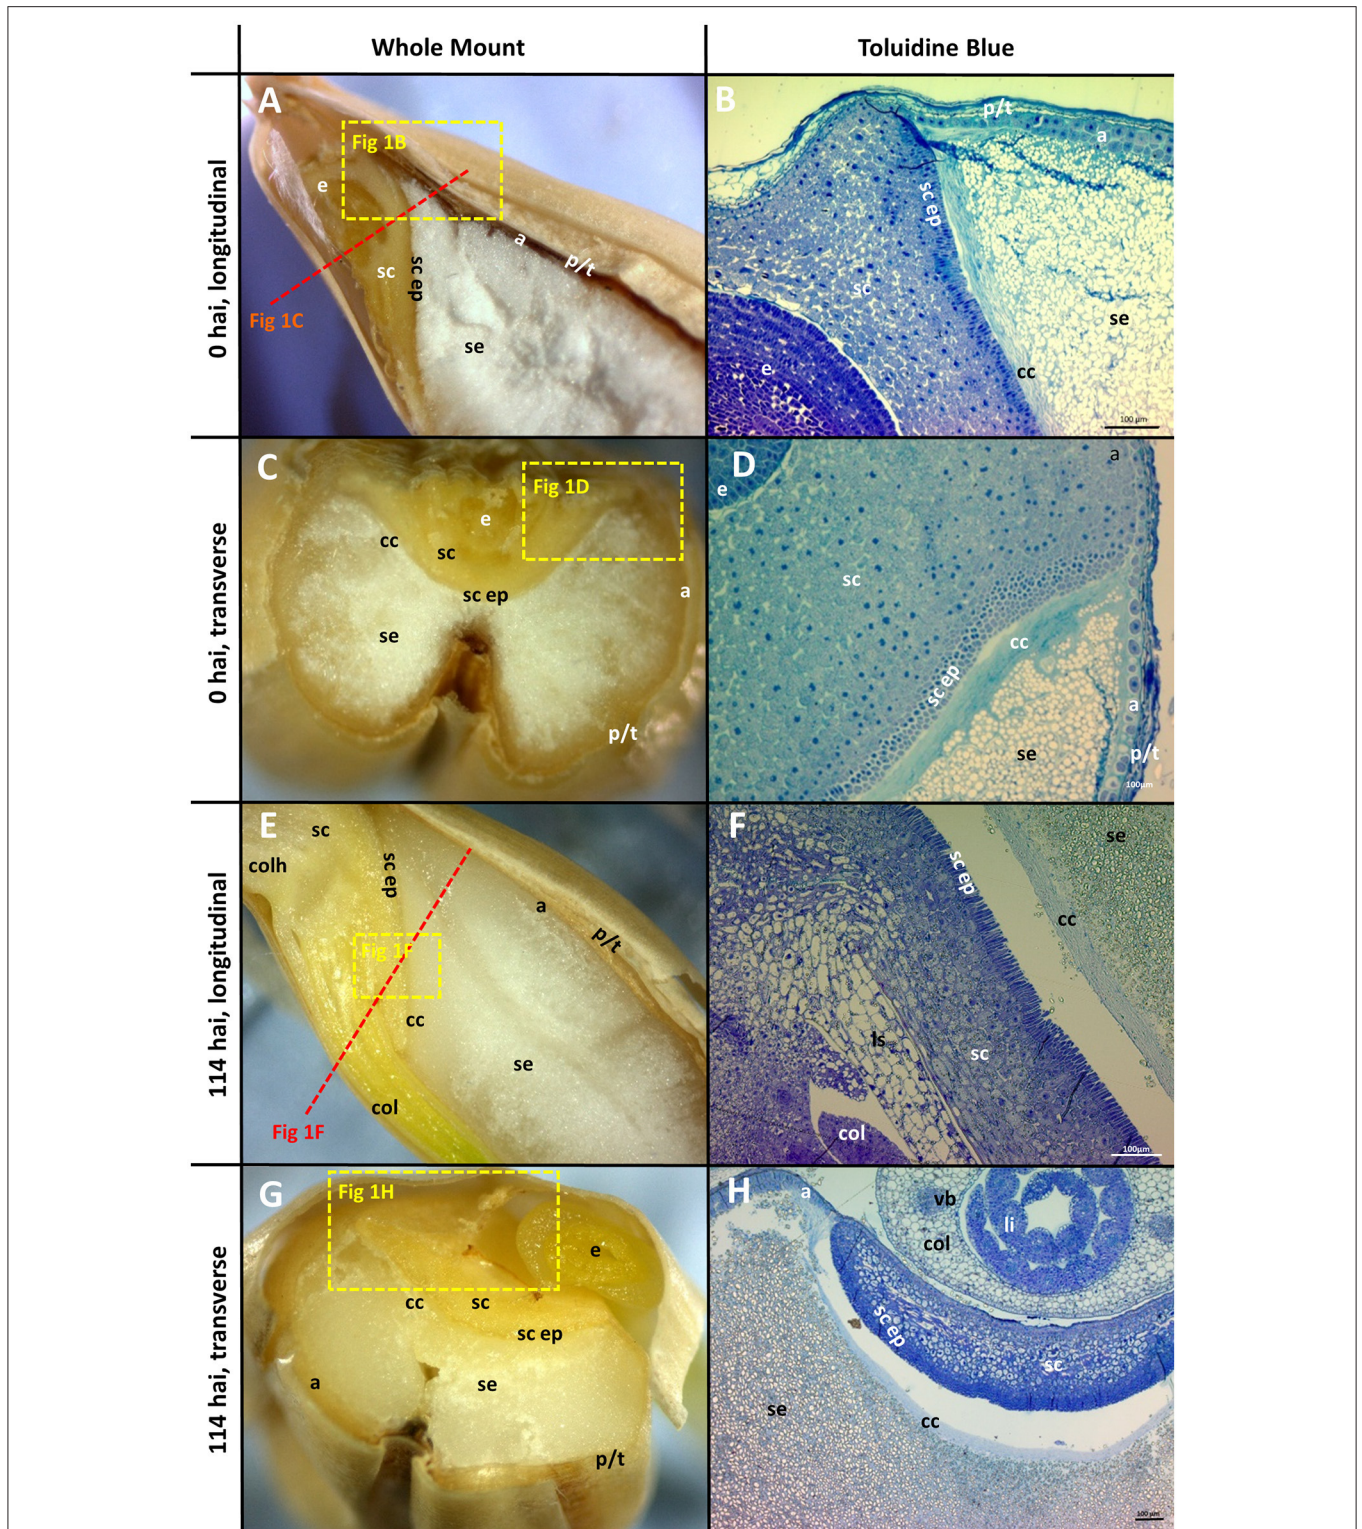 Whole Mount
Toluidine Blue
0 hai, longitudinal
A
Fig 1B
e
sc
sc ep
a
p/t
se
Fig 1C
B
p/t
a
sc ep
sc
se
cc
e
100 µm
0 hai, transverse
C
Fig 1D
e
cc
sc
sc ep
a
se
p/t
D
a
e
sc
cc
sc ep
a
se
p/t
100µm
114 hai, longitudinal
E
sc
colh
sc ep
a
p/t
Fig 1F
cc
se
col
Fig 1F
F
se
sc ep
cc
ls
sc
col
100µm
114 hai, transverse
G
Fig 1H
e
cc
sc
sc ep
a
se
p/t
H
a
vb
li
col
sc ep
sc
se
cc
100 µm